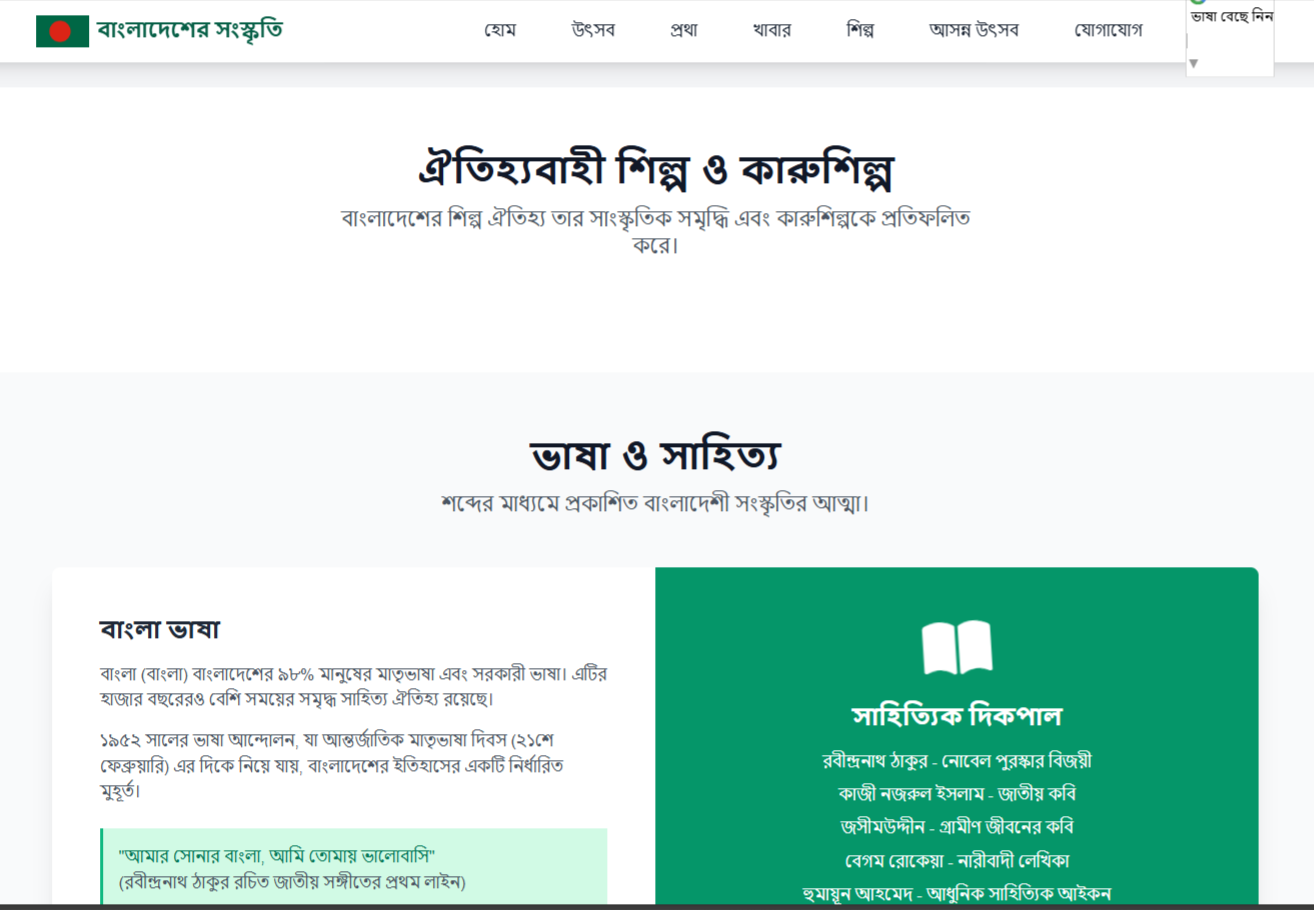 বাংলাদেশের সংস্কৃতি
হোম
উৎসব
প্রথা
খাবার
শিল্প
আসন্ন উৎসব
যোগাযোগ
ভাষা বেছে নিন
ঐতিহ্যবাহী শিল্প ও কারুশিল্প
বাংলাদেশের শিল্প ঐতিহ্য তার সাংস্কৃতিক সমৃদ্ধি এবং কারুশিল্পকে প্রতিফলিত
করে।
ভাষা ও সাহিত্য
শব্দের মাধ্যমে প্রকাশিত বাংলাদেশী সংস্কৃতির আত্মা।
বাংলা ভাষা
বাংলা (বাংলা) বাংলাদেশের ৯৮% মানুষের মাতৃভাষা এবং সরকারী ভাষা। এটির
হাজার বছরেরও বেশি সময়ের সমৃদ্ধ সাহিত্য ঐতিহ্য রয়েছে।
১৯৫২ সালের ভাষা আন্দোলন, যা আন্তর্জাতিক মাতৃভাষা দিবস (২১শে
ফেব্রুয়ারি) এর দিকে নিয়ে যায়, বাংলাদেশের ইতিহাসের একটি নির্ধারিত
মুহূর্ত।
"আমার সোনার বাংলা, আমি তোমায় ভালোবাসি"
(রবীন্দ্রনাথ ঠাকুর রচিত জাতীয় সঙ্গীতের প্রথম লাইন)
সাহিত্যিক দিকপাল
রবীন্দ্রনাথ ঠাকুর - নোবেল পুরস্কার বিজয়ী
কাজী নজরুল ইসলাম - জাতীয় কবি
জসীমউদ্দীন - গ্রামীণ জীবনের কবি
বেগম রোকেয়া - নারীবাদী লেখিকা
হুমায়ূন আহমেদ - আধুনিক সাহিত্যিক আইকন